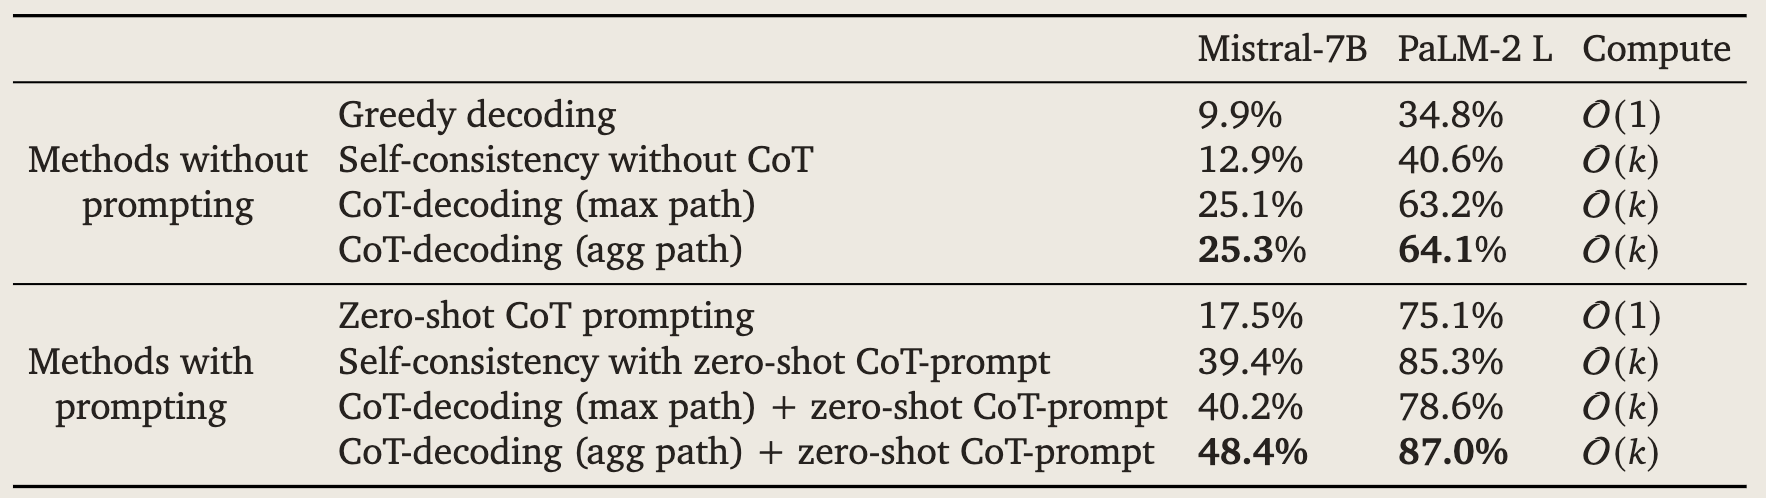 Mistral-7B PaLM-2 L Compute
Greedy decoding 9.9% 34.8% O(1)
Methods without Self-consistency without CoT 12.9% 40.6% O(k)
prompting CoT-decoding (max path) 25.1% 63.2% O(k)
CoT-decoding (agg path) 25.3% 64.1% O(k)
Zero-shot CoT prompting 17.5% 75.1% O(1)
Methods with Self-consistency with zero-shot CoT-prompt 39.4% 85.3% O(k)
prompting CoT-decoding (max path) + zero-shot CoT-prompt 40.2% 78.6% O(k)
CoT-decoding (agg path) + zero-shot CoT-prompt 48.4% 87.0% O(k)